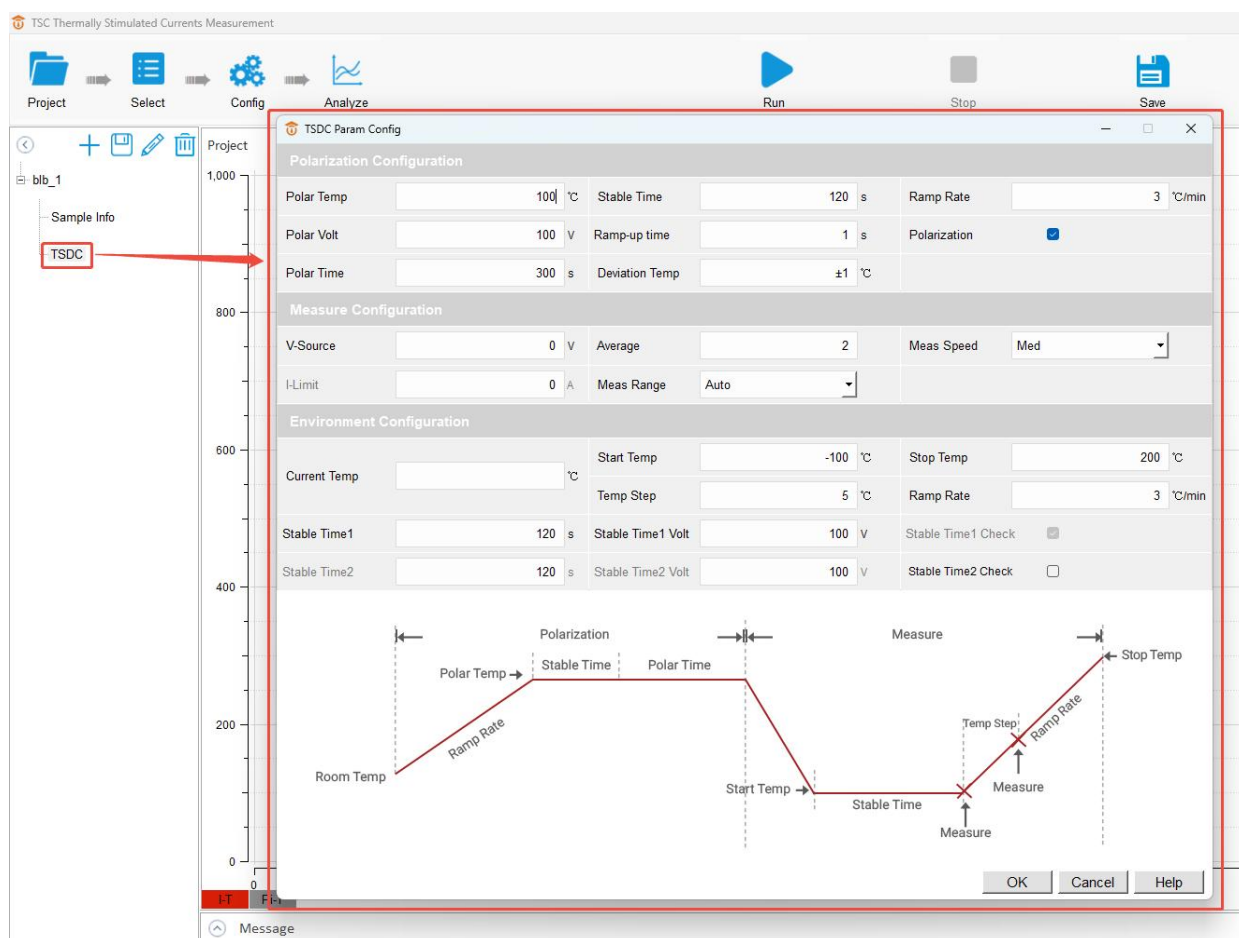 TSC Thermally Stimulated Currents Measurement
Project
Select
Config
Analyze
Run
Stop
Save
blb_1
Sample Info
TSDC
Project
1,000
800
600
400
200
0
0
I-T
Message
TSDC Param Config
Polarization Configuration
Polar Temp 100 ℃ Stable Time 120 s Ramp Rate 3 ℃/min
Polar Volt 100 V Ramp-up time 1 s Polarization
Polar Time 300 s Deviation Temp ±1 ℃
Measure Configuration
V-Source 0 V Average 2 Meas Speed Med
I-Limit 0 A Meas Range Auto
Environment Configuration
Current Temp ℃ Start Temp -100 ℃ Stop Temp 200 ℃
Temp Step 5 ℃ Ramp Rate 3 ℃/min
Stable Time1 120 s Stable Time1 Volt 100 V Stable Time1 Check
Stable Time2 120 s Stable Time2 Volt 100 V Stable Time2 Check
Polarization Measure
Polar Temp Stable Time Polar Time Stop Temp
Ramp Rate
Temp Step Ramp Rate
Room Temp
Start Temp Stable Time Measure
Measure
OK Cancel Help